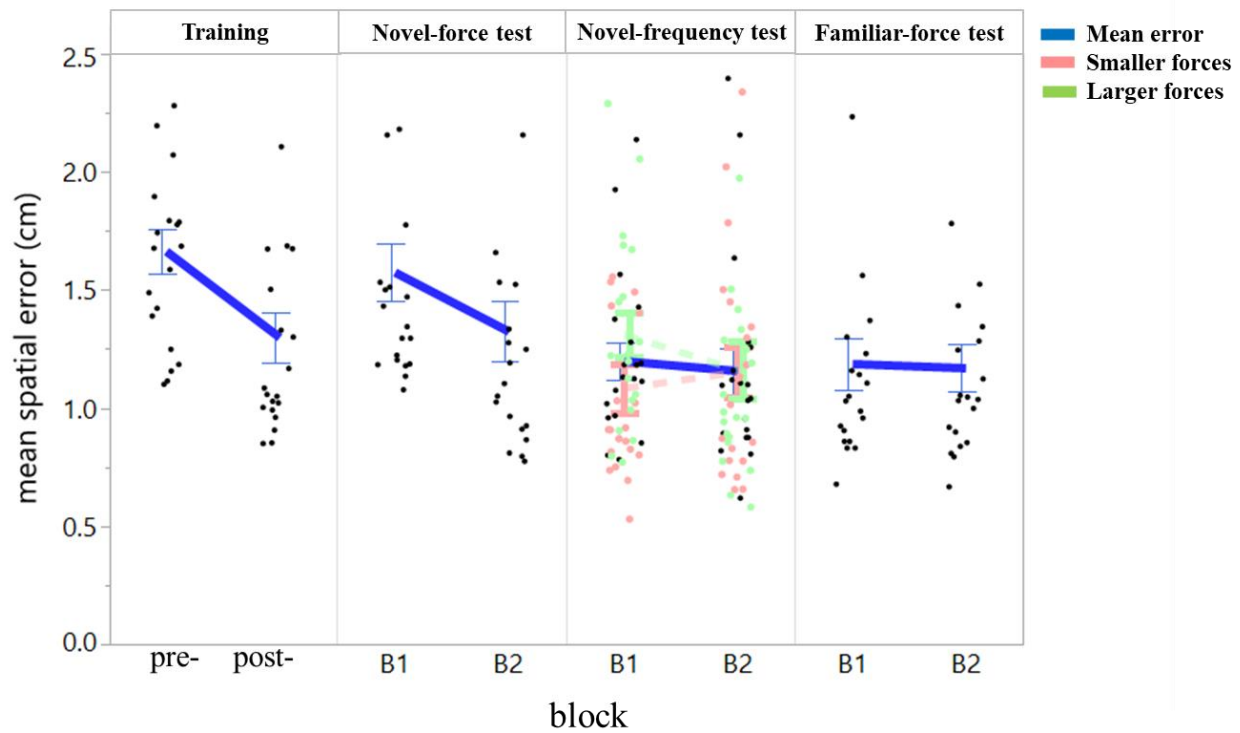 Training
Novel-force test
Novel-frequency test
Familiar-force test
Mean error
Smaller forces
Larger forces
mean spatial error (cm)
2.5
2.0
1.5
1.0
0.5
0.0
pre-
post-
B1
B2
B1
B2
B1
B2
block